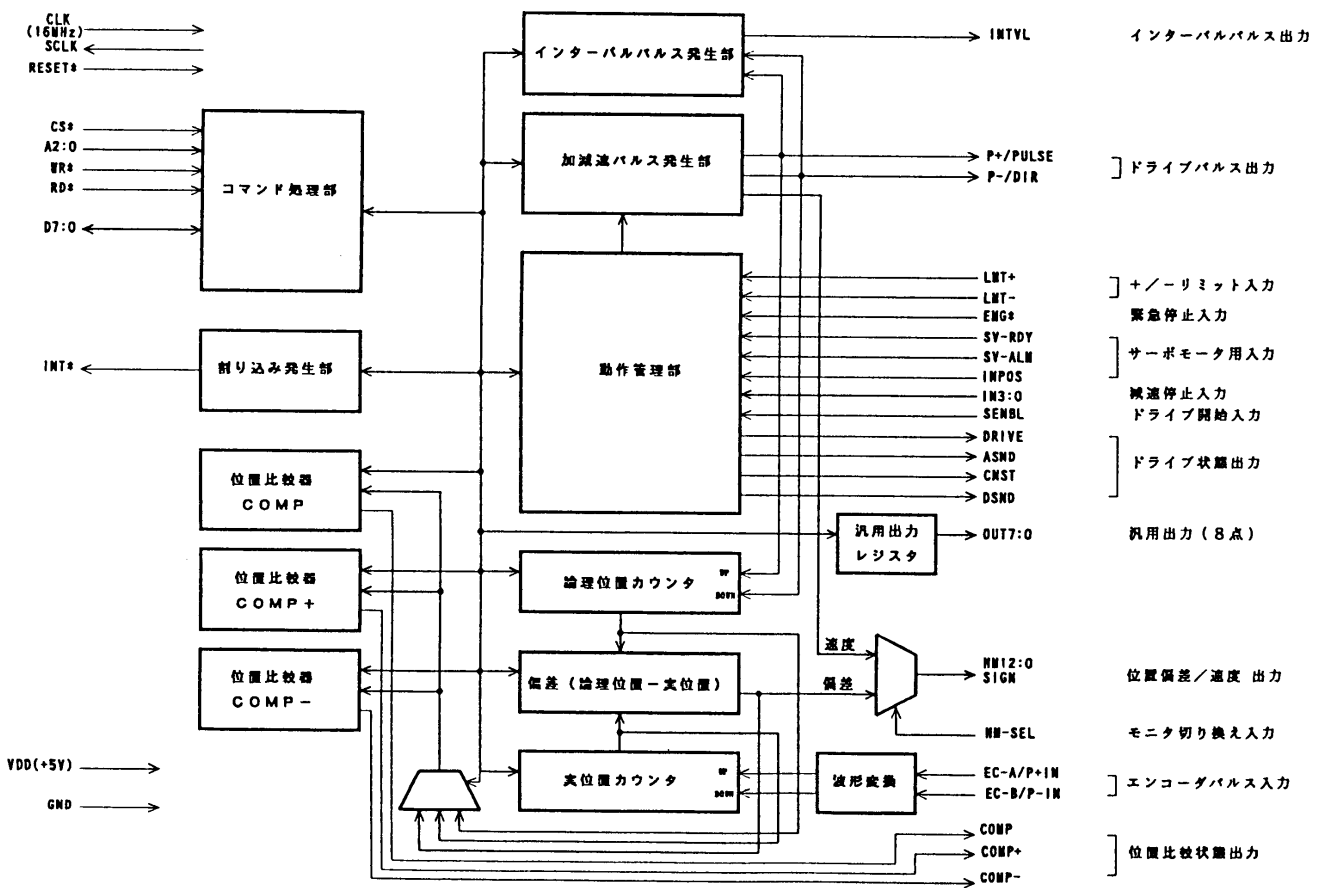 CLK
(16MHz)
SCLK
RESET*
CS*
A2:0
WR*
RD*
D7:0
コマンド処理部
INT*
割り込み発生部
位置比較器
COMP
位置比較器
COMP+
位置比較器
COMP-
VDD(+5V)
GND
インターバルパルス発生部
加減速パルス発生部
動作管理部
汎用出力
レジスタ
論理位置カウンタ
UP
DOWN
偏差(論理位置-実位置)
実位置カウンタ
UP
DOWN
波形変換
速度
偏差
INTVL
インターバルパルス出力
P+/PULSE
P-/DIR
ドライブパルス出力
LMT+
LMT-
+/-リミット入力
EMG*
緊急停止入力
SV-RDY
SV-ALM
INPOS
サーボモータ用入力
IN3:0
減速停止入力
SENBL
ドライブ開始入力
DRIVE
ASND
CNST
DSND
ドライブ状態出力
OUT7:0
汎用出力(8点)
MM12:0
SIGN
位置偏差/速度 出力
MM-SEL
モニタ切り換え入力
EC-A/P+IN
EC-B/P-IN
エンコーダパルス入力
COMP
COMP+
COMP-
位置比較状態出力